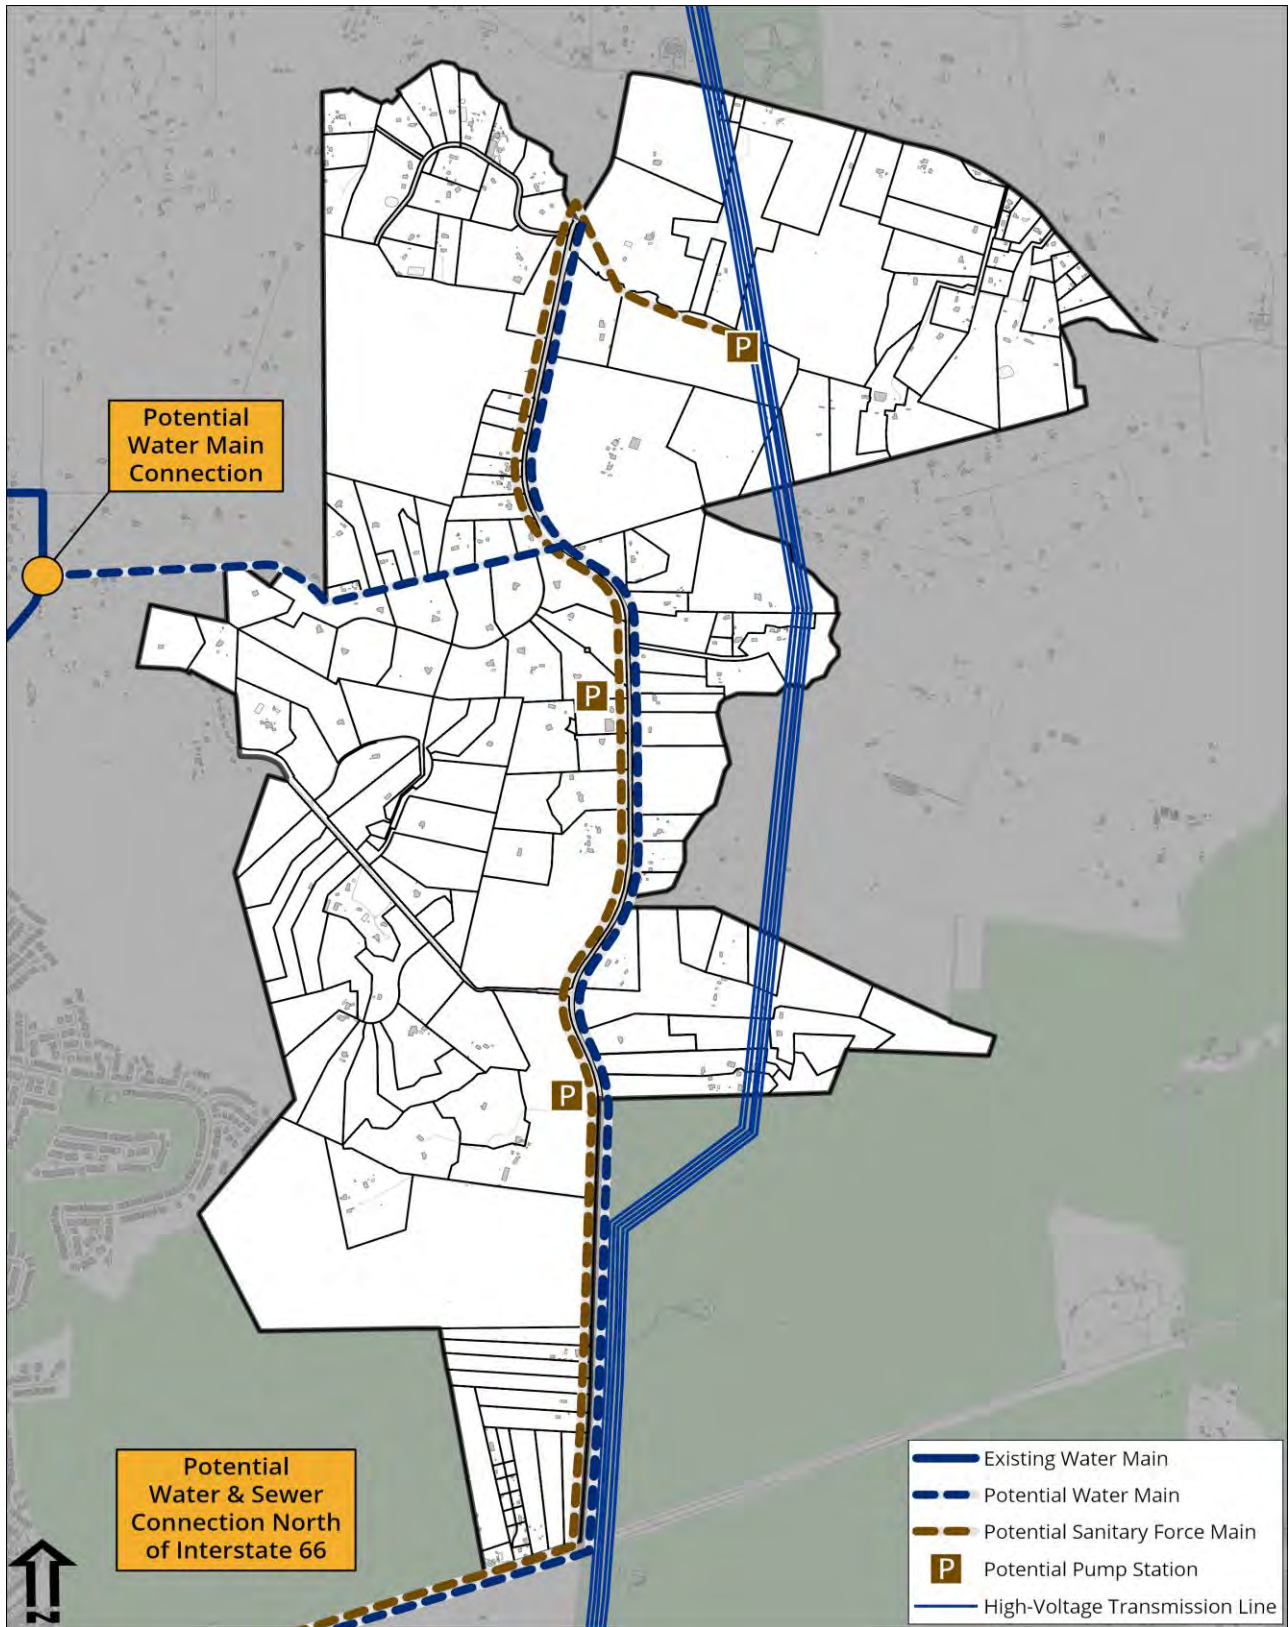 Potential
Water Main
Connection
P
P
P
Potential
Water & Sewer
Connection North
of Interstate 66
N
Existing Water Main
Potential Water Main
Potential Sanitary Force Main
P Potential Pump Station
High-Voltage Transmission Line